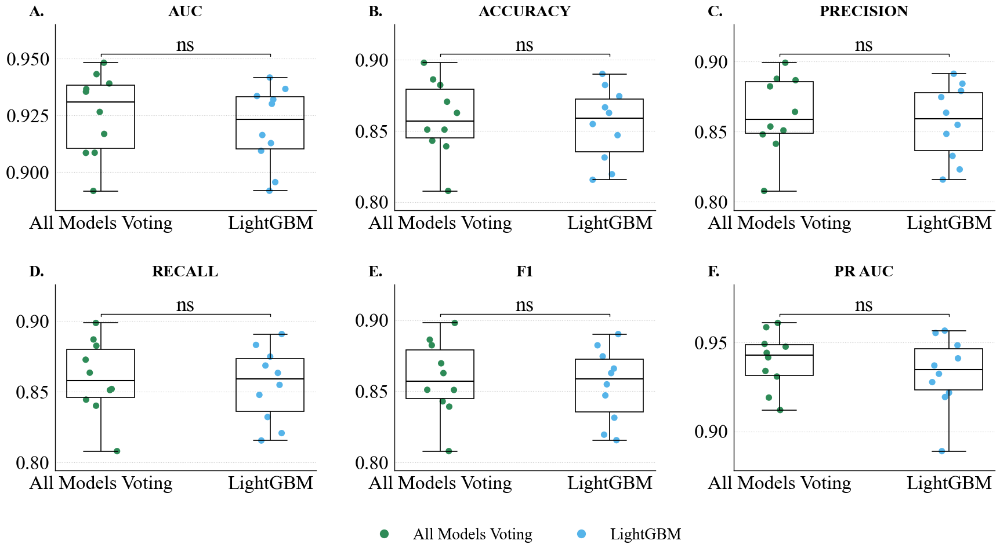 A. AUC
ns
0.950
0.925
0.900
All Models Voting LightGBM
B. ACCURACY
ns
0.90
0.85
0.80
All Models Voting LightGBM
C. PRECISION
ns
0.90
0.85
0.80
All Models Voting LightGBM
D. RECALL
ns
0.90
0.85
0.80
All Models Voting LightGBM
E. F1
ns
0.90
0.85
0.80
All Models Voting LightGBM
F. PR AUC
ns
0.95
0.90
All Models Voting LightGBM
All Models Voting LightGBM